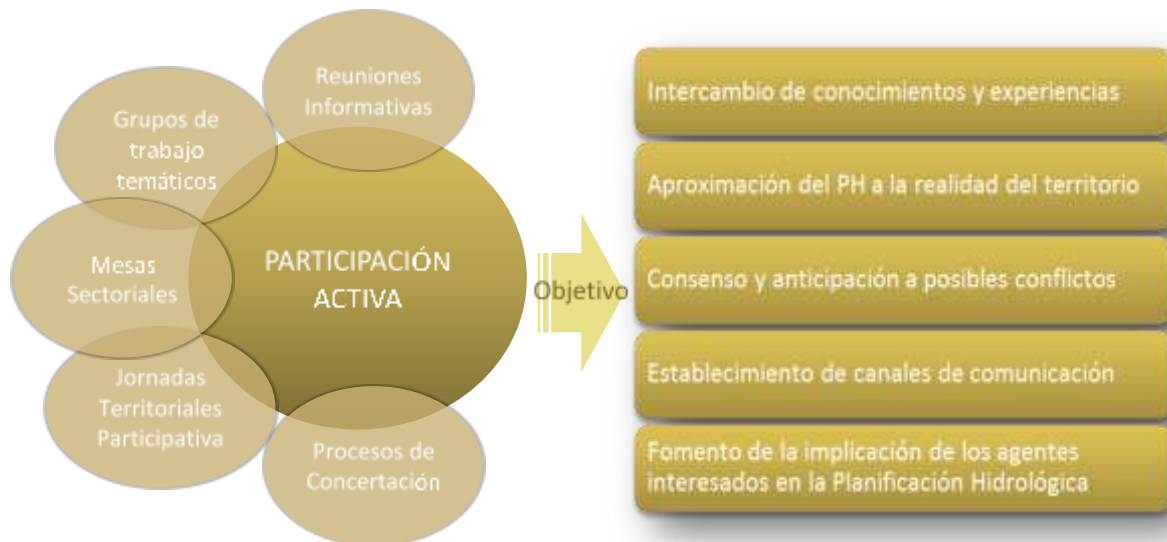 Reuniones
Informativas
Grupos de
trabajo
temáticos
Mesas
Sectoriales
Jornadas
Territoriales
Participativa
Procesos de
Concertación
PARTICIPACIÓN
ACTIVA
Objetivo
Intercambio de conocimientos y experiencias
Aproximación del PH a la realidad del territorio
Consenso y anticipación a posibles conflictos
Establecimiento de canales de comunicación
Fomento de la implicación de los agentes
interesados en la Planificación Hidrológica